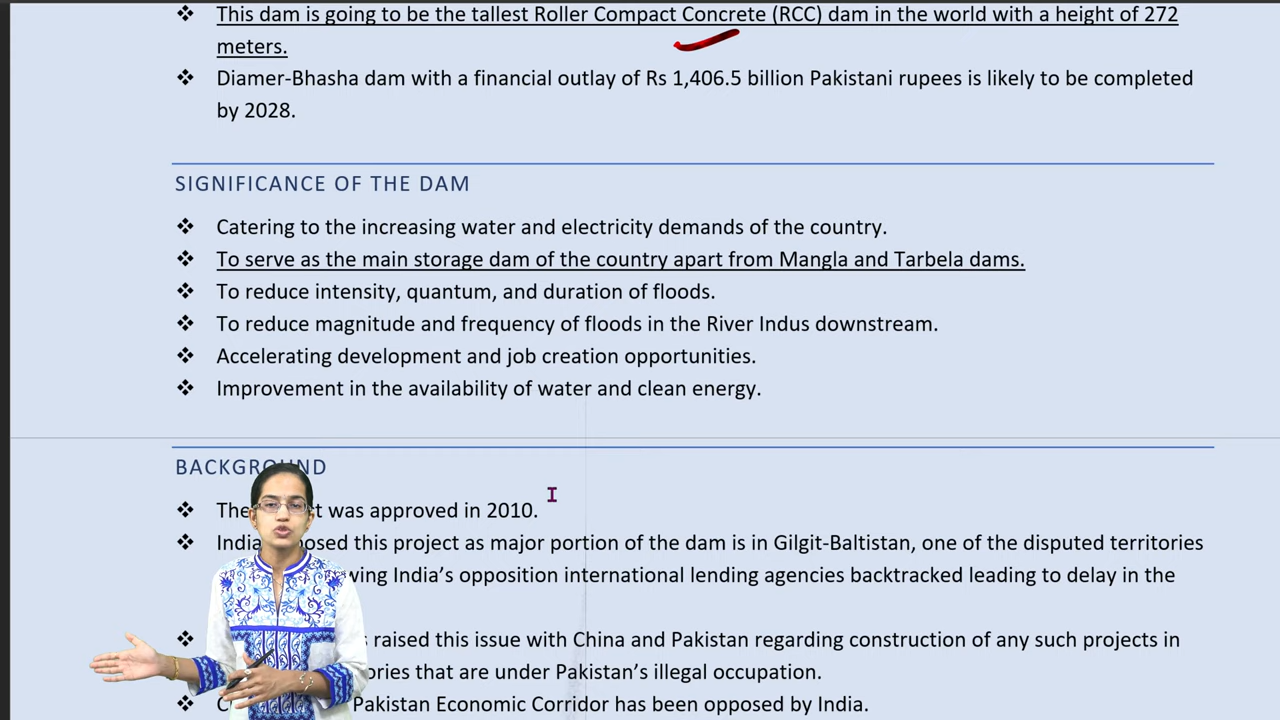 ❖ This dam is going to be the tallest Roller Compact Concrete (RCC) dam in the world with a height of 272
meters.
❖ Diamer-Bhasha dam with a financial outlay of Rs 1,406.5 billion Pakistani rupees is likely to be completed
by 2028.
SIGNIFICANCE OF THE DAM
❖ Catering to the increasing water and electricity demands of the country.
❖ To serve as the main storage dam of the country apart from Mangla and Tarbela dams.
❖ To reduce intensity, quantum, and duration of floods.
❖ To reduce magnitude and frequency of floods in the River Indus downstream.
❖ Accelerating development and job creation opportunities.
❖ Improvement in the availability of water and clean energy.
BACKGROUND
❖ The was approved in 2010.
❖ India this project as major portion of the dam is in Gilgit-Baltistan, one of the disputed territories
India's opposition international lending agencies backtracked leading to delay in the
❖ raised this issue with China and Pakistan regarding construction of any such projects in
that are under Pakistan's illegal occupation.
❖ Pakistan Economic Corridor has been opposed by India.